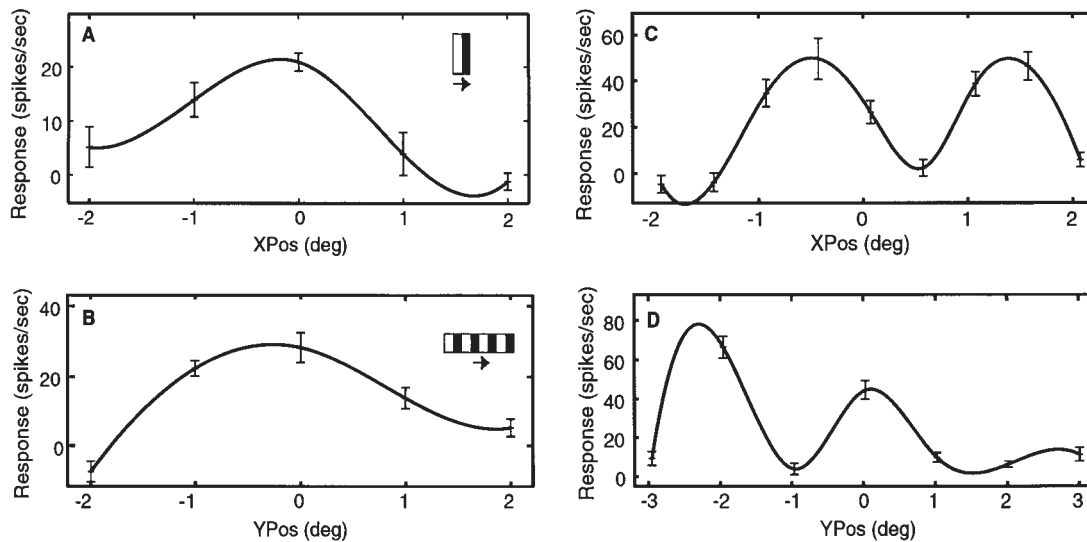 A
Response (spikes/sec)
20
10
0
-2 -1 0 1 2
XPos (deg)
C
Response (spikes/sec)
60
40
20
0
-2 -1 0 1 2
XPos (deg)
B
Response (spikes/sec)
40
20
0
-2 -1 0 1 2
YPos (deg)
D
Response (spikes/sec)
80
60
40
20
0
-3 -2 -1 0 1 2 3
YPos (deg)